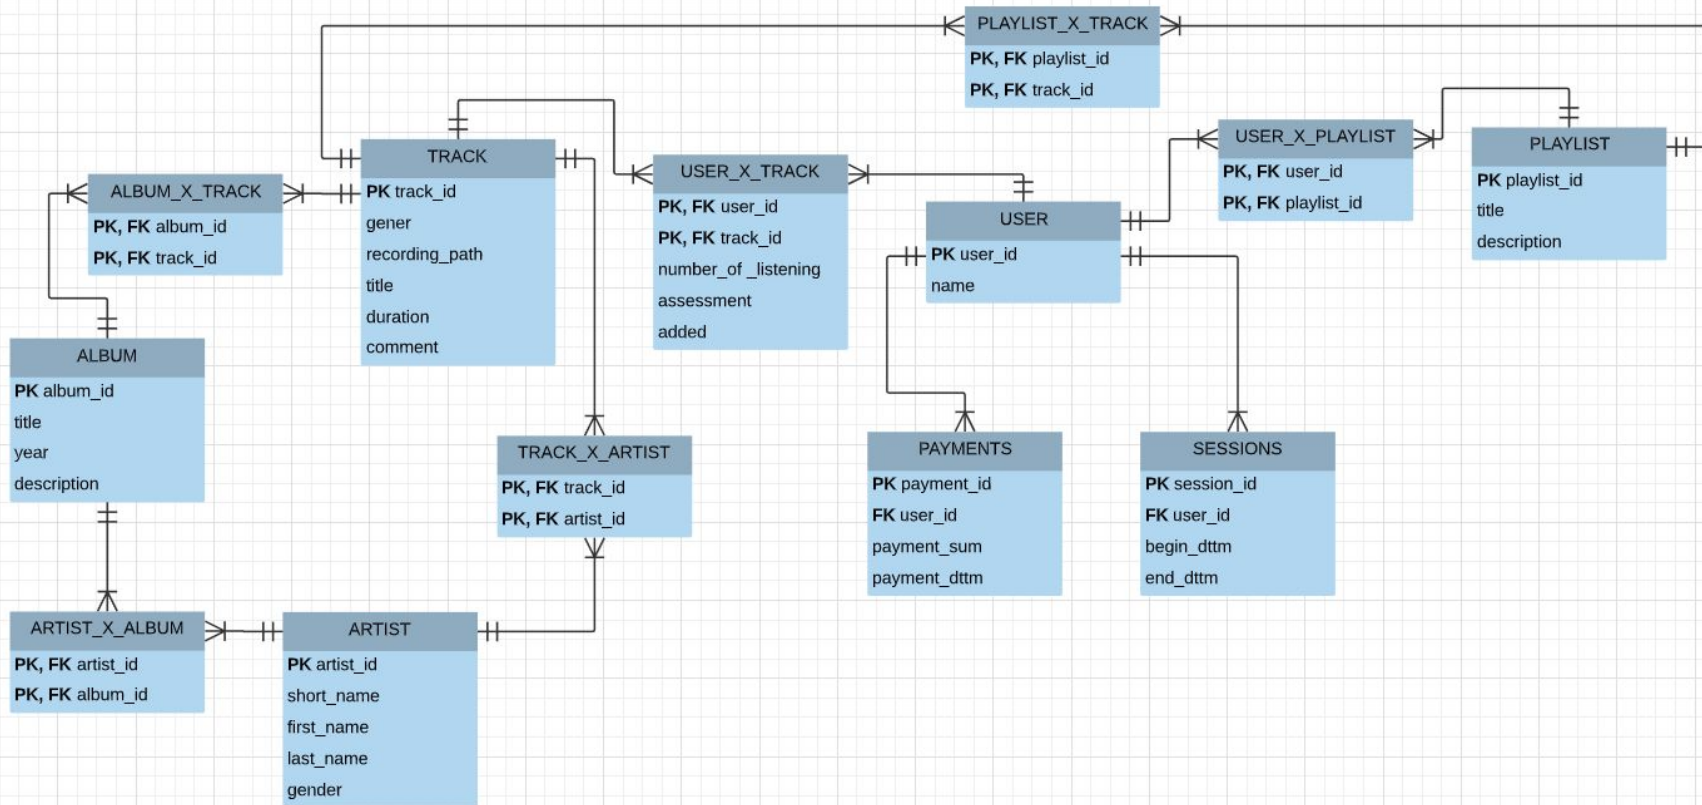 PLAYLIST_X_TRACK
PK, FK playlist_id
PK, FK track_id
TRACK
PK track_id
gener
recording_path
title
duration
comment
ALBUM_X_TRACK
PK, FK album_id
PK, FK track_id
USER_X_TRACK
PK, FK user_id
PK, FK track_id
number_of _listening
assessment
added
USER
PK user_id
name
USER_X_PLAYLIST
PK, FK user_id
PK, FK playlist_id
PLAYLIST
PK playlist_id
title
description
ALBUM
PK album_id
title
year
description
TRACK_X_ARTIST
PK, FK track_id
PK, FK artist_id
PAYMENTS
PK payment_id
FK user_id
payment_sum
payment_dttm
SESSIONS
PK session_id
FK user_id
begin_dttm
end_dttm
ARTIST_X_ALBUM
PK, FK artist_id
PK, FK album_id
ARTIST
PK artist_id
short_name
first_name
last_name
gender